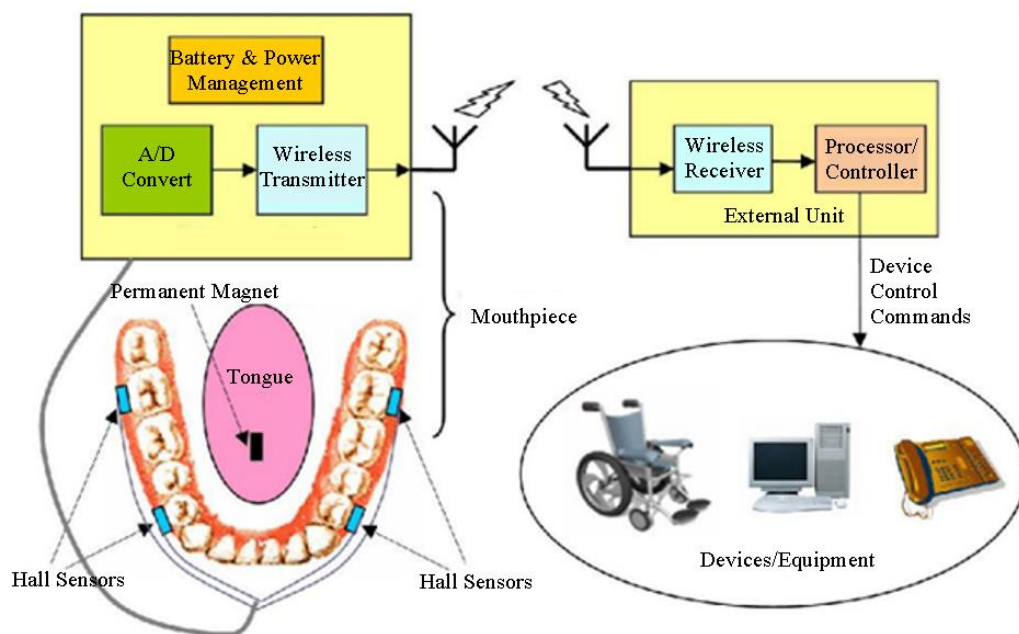 Battery & Power
Management
A/D
Convert
Wireless
Transmitter
Wireless
Receiver
Processor/
Controller
External Unit
Device
Control
Commands
Permanent Magnet
Mouthpiece
Tongue
Hall Sensors
Hall Sensors
Devices/Equipment